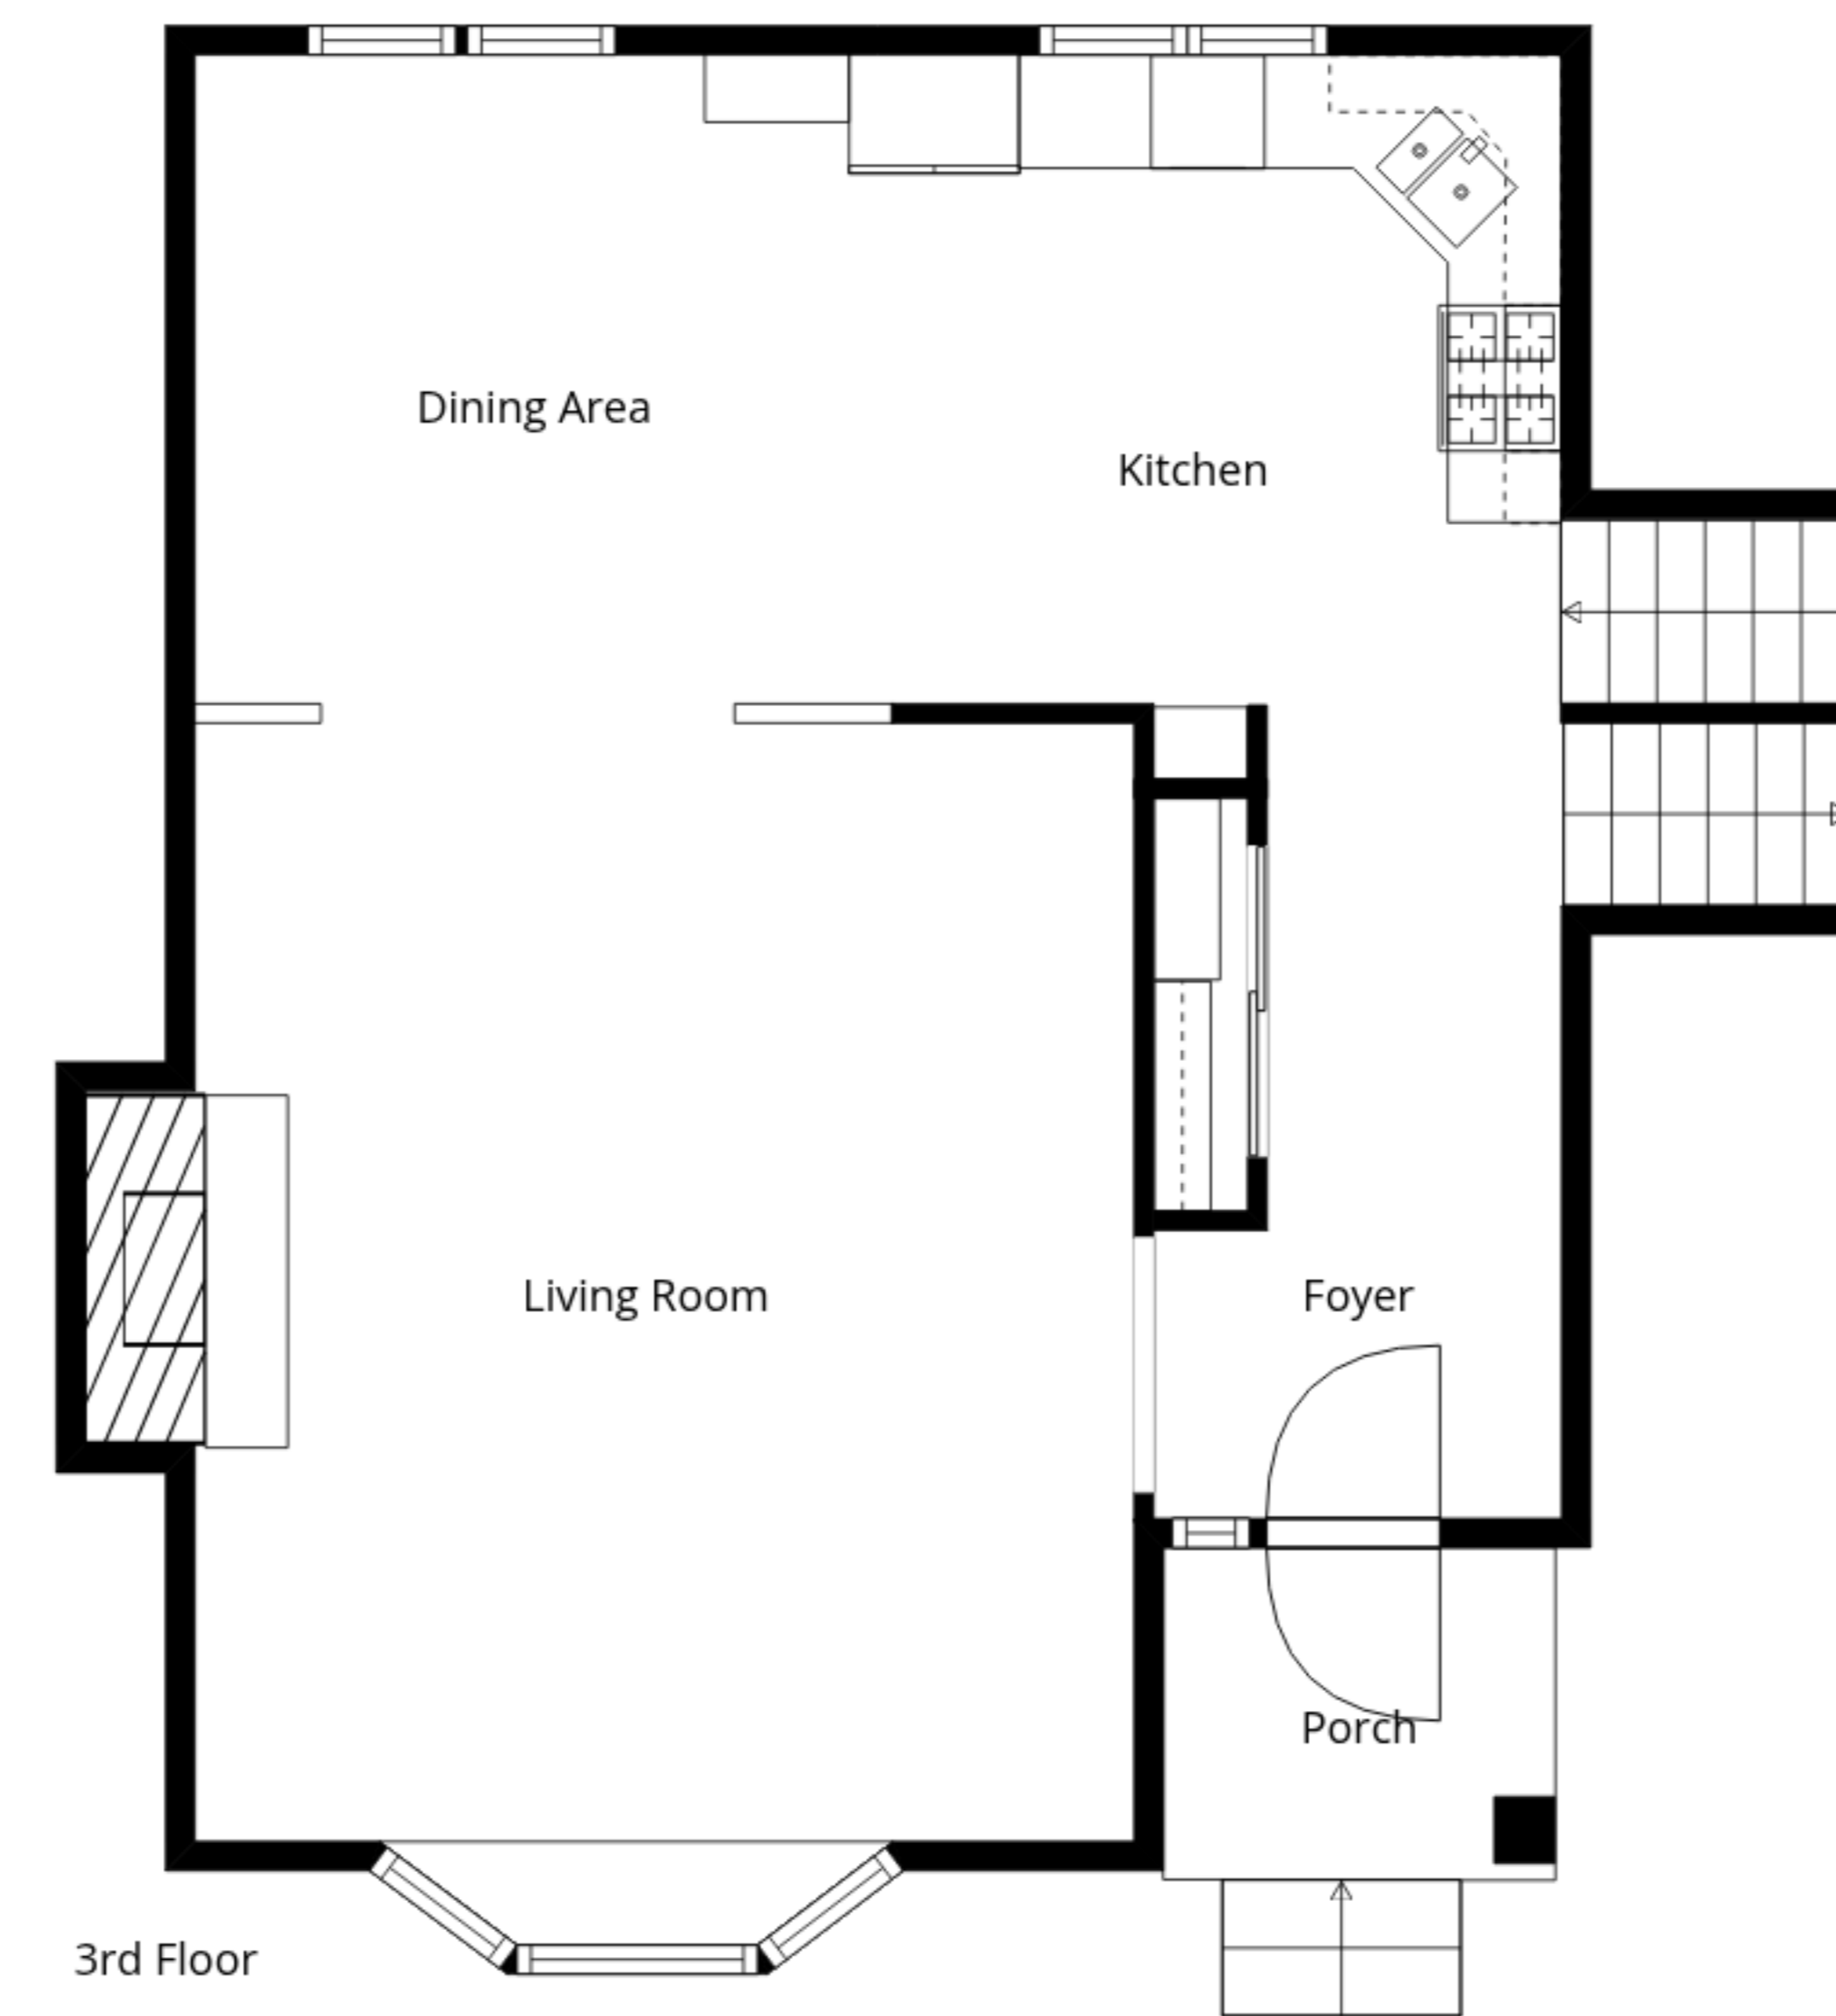 Dining Area
Kitchen
Living Room
Foyer
Porch
3rd Floor